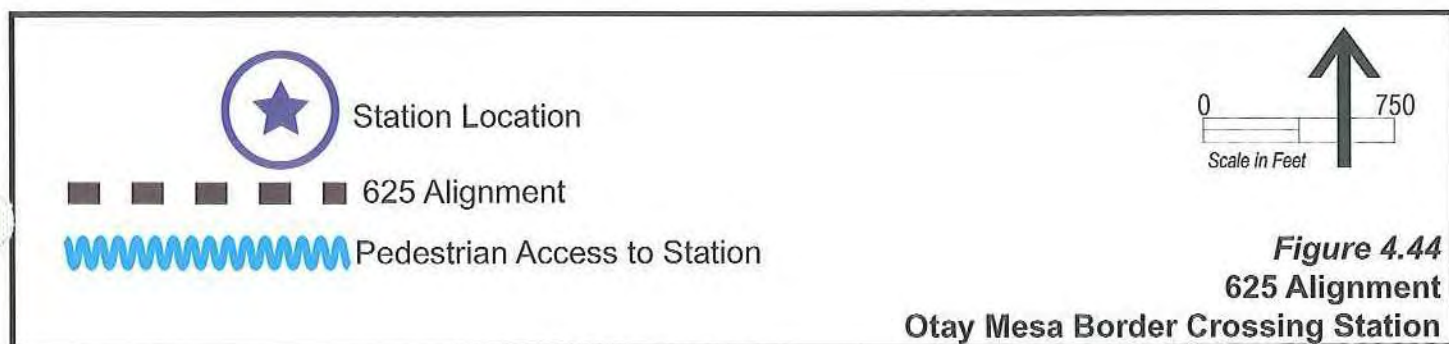 Station Location
625 Alignment
Pedestrian Access to Station
0 750
Scale in Feet
Figure 4.44
625 Alignment
Otay Mesa Border Crossing Station